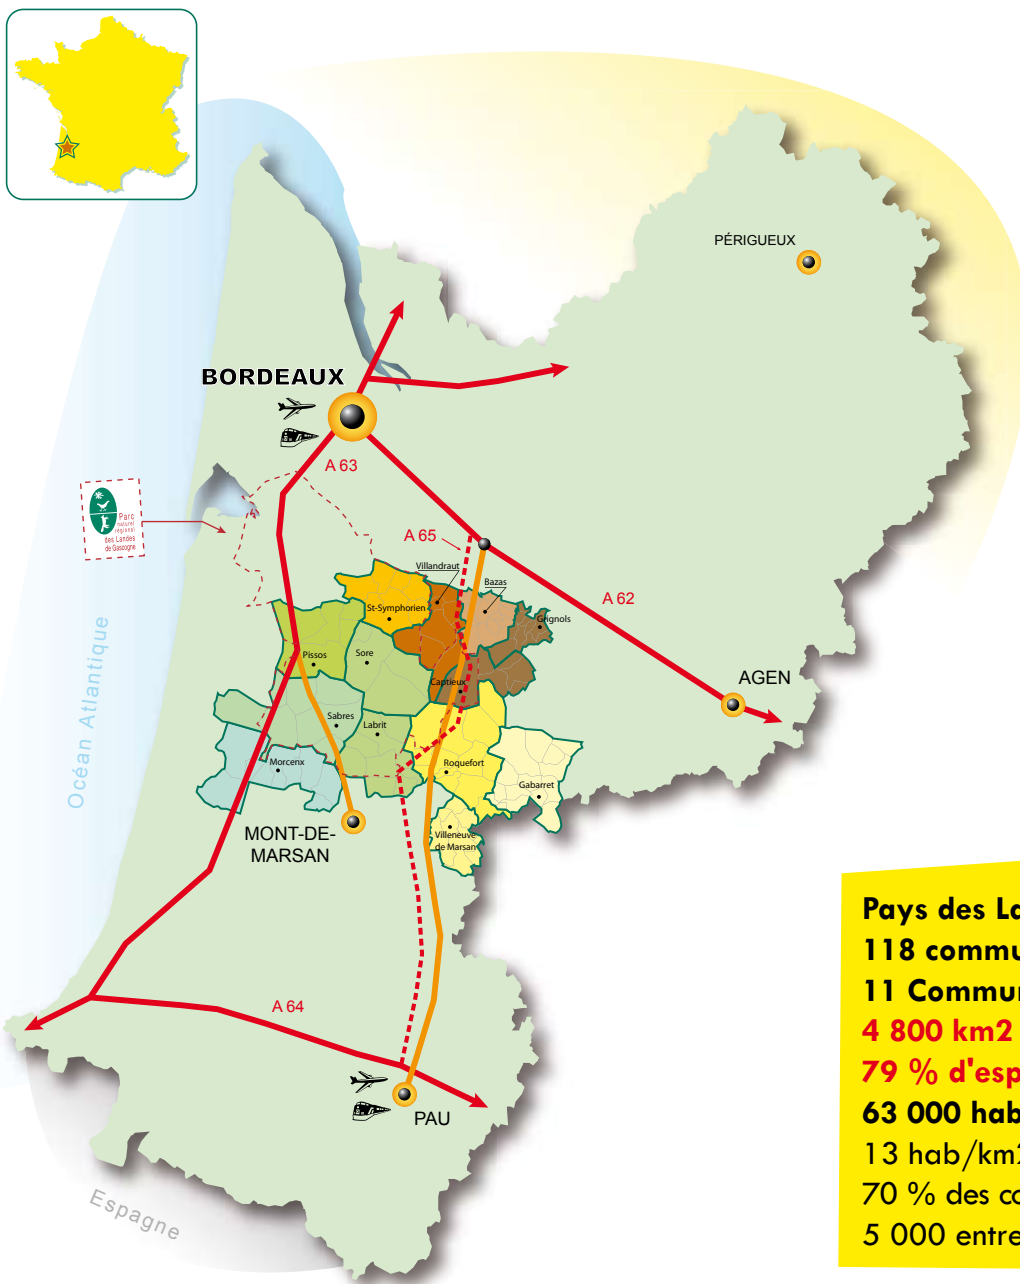 PÉRIGUEUX
BORDEAUX
A 63
Parc
naturel
régional
des Landes
de Gascogne
A 65
Villandraut
Bazas
St-Symphorien
Grignols
A 62
Pissos
Sore
Captieux
AGEN
Sabres
Labrit
Morcenx
Roquefort
Gabarret
MONT-DE-
MARSAN
Villeneuve
de Marsan
Océan Atlantique
A 64
PAU
Espagne
Pays des La
118 commu
11 Commun
4 800 km2
79 % d'esp
63 000 hab
13 hab/km2
70 % des co
5 000 entre